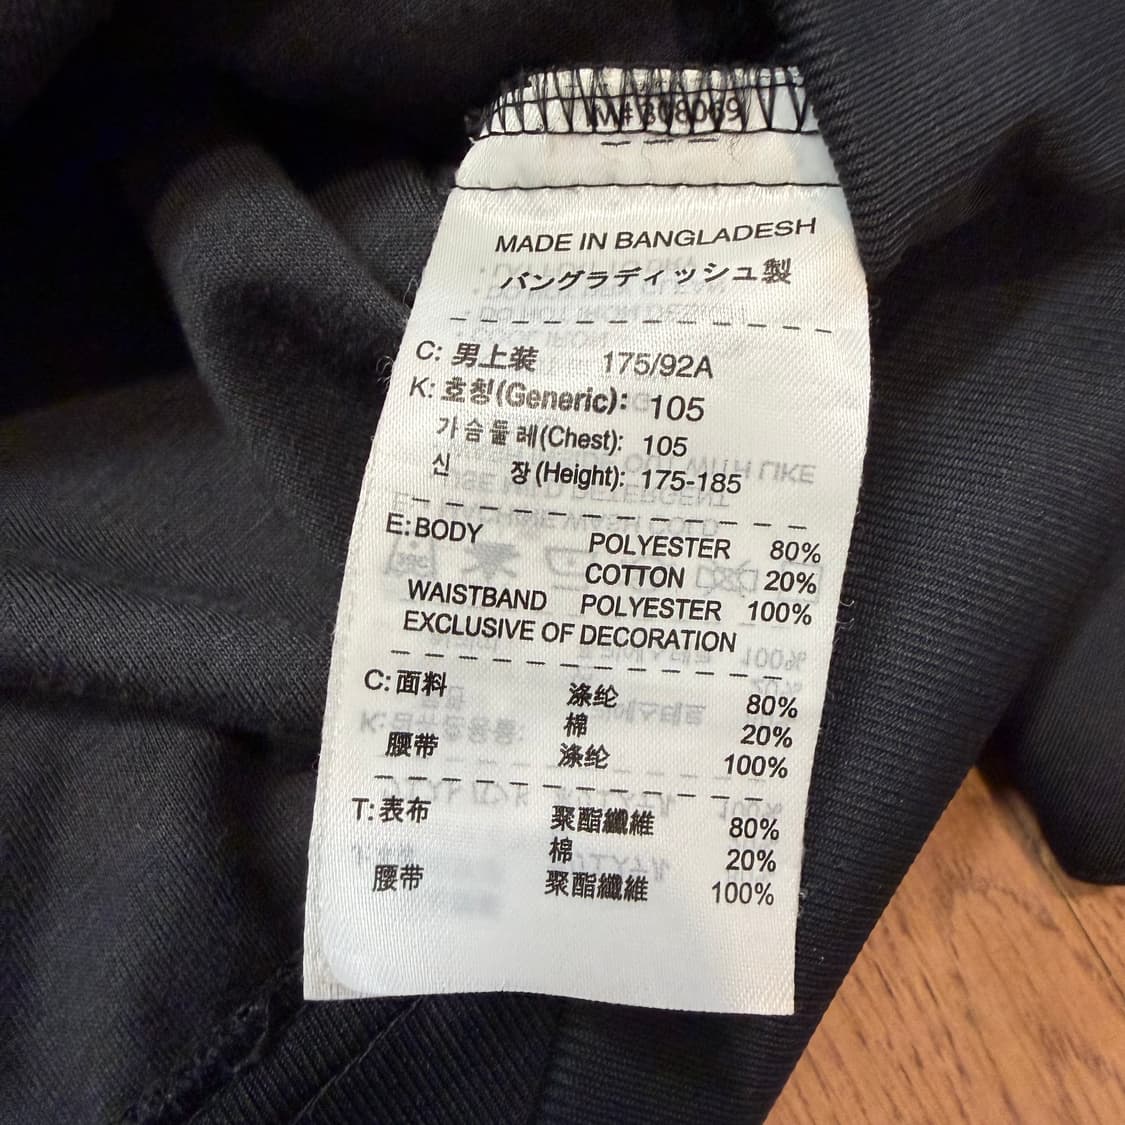 MADE IN BANGLADESH
バングラディッシュ製
C: 男上装 175/92A
K: 호칭(Generic): 105
가슴둘레(Chest): 105
신 장(Height): 175-185
E: BODY POLYESTER 80%
COTTON 20%
WAISTBAND POLYESTER 100%
EXCLUSIVE OF DECORATION
C: 面料 涤纶 80%
棉 20%
腰带 涤纶 100%
T: 表布 聚酯纖維 80%
棉 20%
腰帶 聚酯纖維 100%